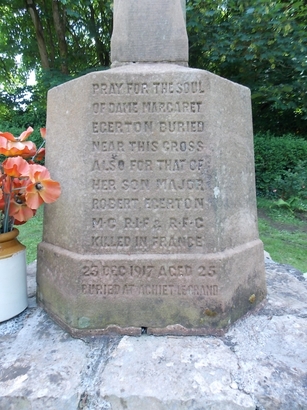 PRAY FOR THE SOUL
OF DAME MARGARET
EGERTON BURIED
NEAR THIS CROSS
ALSO FOR THAT OF
HER SON MAJOR
ROBERT EGERTON
M·C R·I·F & R·F·C
KILLED IN FRANCE
23 DEC 1917 AGED 25
BURIED AT ACHIET LE GRAND